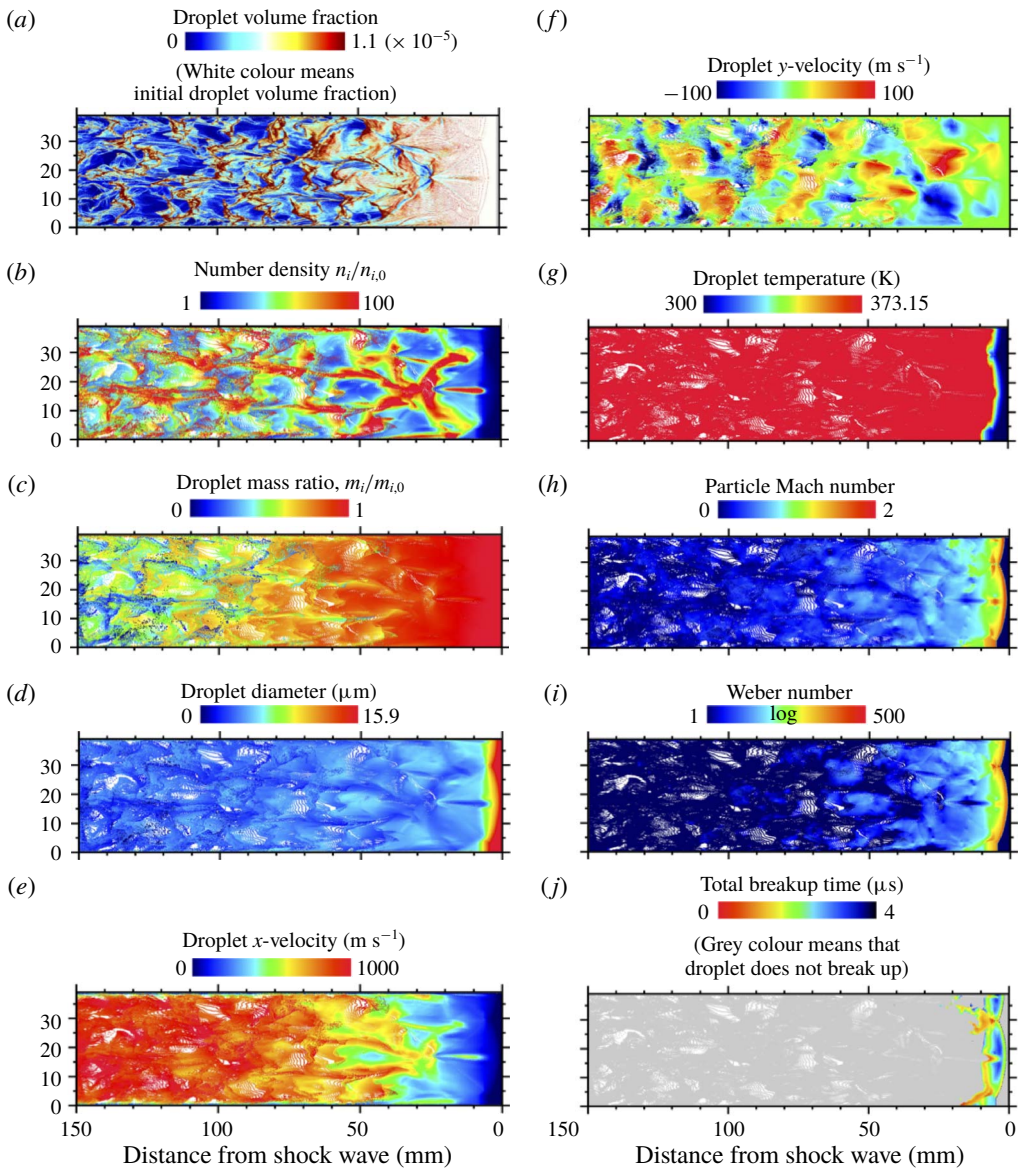 (a)
Droplet volume fraction
0 1.1 (× 10⁻⁵)
(White colour means
initial droplet volume fraction)
30
20
10
0
(b)
Number density nᵢ/nᵢ,₀
1 100
30
20
10
0
(c)
Droplet mass ratio, mᵢ/mᵢ,₀
0 1
30
20
10
0
(d)
Droplet diameter (μm)
0 15.9
30
20
10
0
(e)
Droplet x-velocity (m s⁻¹)
0 1000
30
20
10
0
150 100 50 0
Distance from shock wave (mm)
(f)
Droplet y-velocity (m s⁻¹)
−100 100
(g)
Droplet temperature (K)
300 373.15
(h)
Particle Mach number
0 2
(i)
Weber number
1 log 500
(j)
Total breakup time (μs)
0 4
(Grey colour means that
droplet does not break up)
150 100 50 0
Distance from shock wave (mm)